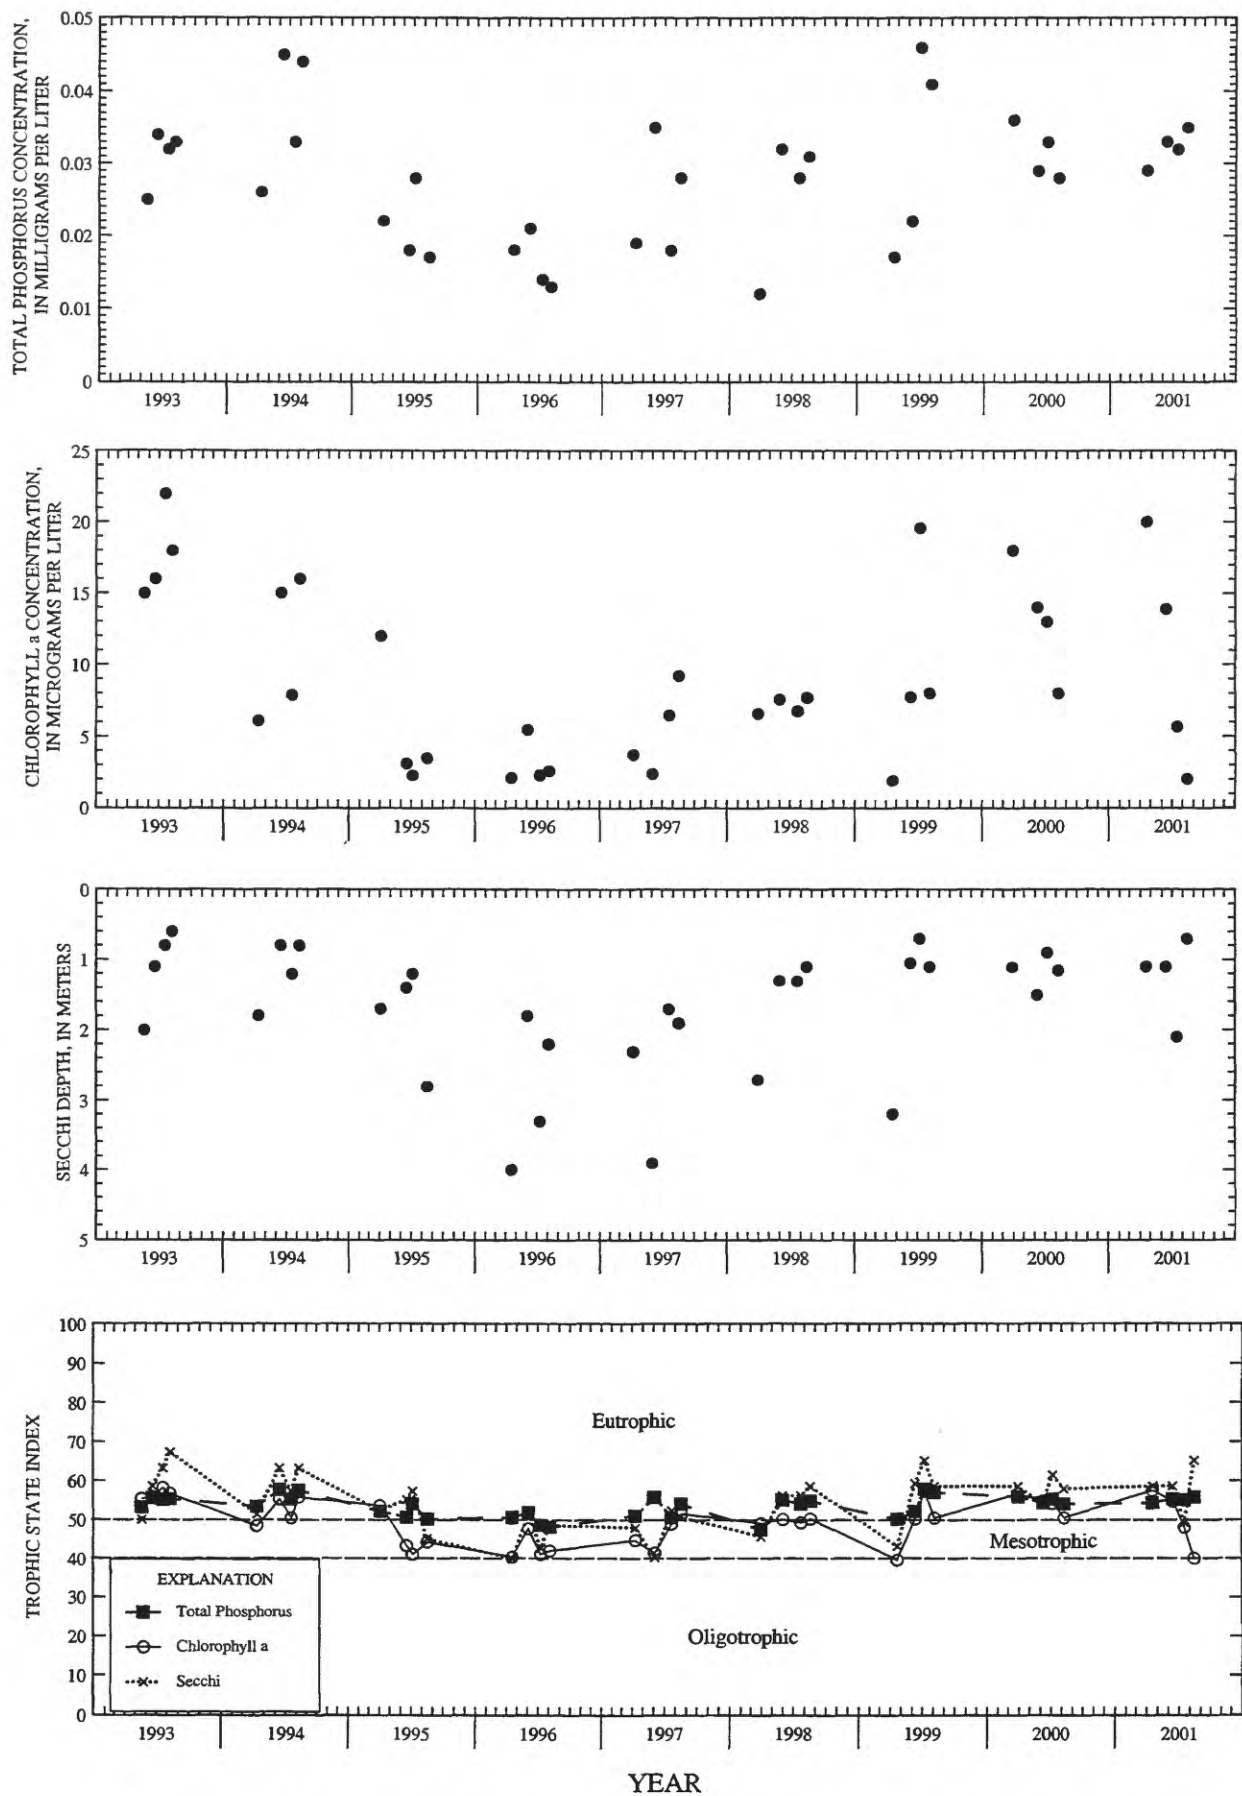 TOTAL PHOSPHORUS CONCENTRATION,
IN MILLIGRAMS PER LITER
0.05
0.04
0.03
0.02
0.01
0
1993 1994 1995 1996 1997 1998 1999 2000 2001
CHLOROPHYLL a CONCENTRATION,
IN MICROGRAMS PER LITER
25
20
15
10
5
0
1993 1994 1995 1996 1997 1998 1999 2000 2001
SECCHI DEPTH, IN METERS
0
1
2
3
4
5
1993 1994 1995 1996 1997 1998 1999 2000 2001
TROPHIC STATE INDEX
100
90
80
70
60
50
40
30
20
10
0
Eutrophic
Mesotrophic
Oligotrophic
EXPLANATION
Total Phosphorus
Chlorophyll a
Secchi
1993 1994 1995 1996 1997 1998 1999 2000 2001
YEAR